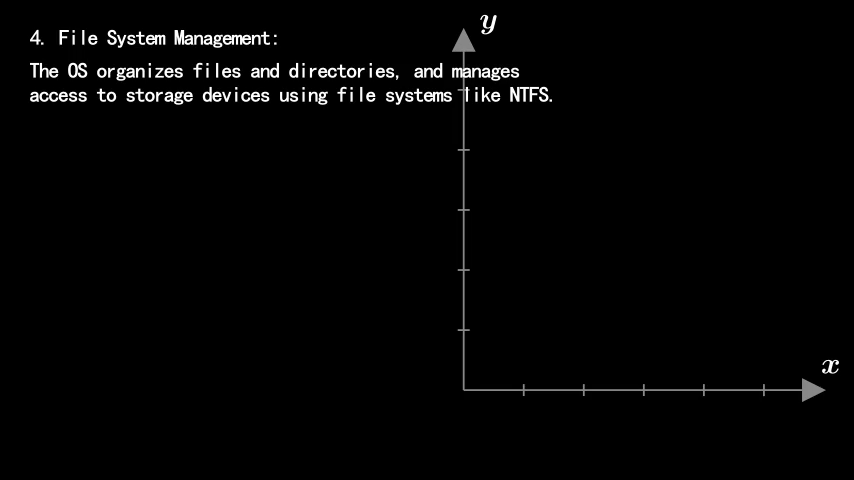 4. File System Management:
The OS organizes files and directories, and manages
access to storage devices using file systems like NTFS.
y
x